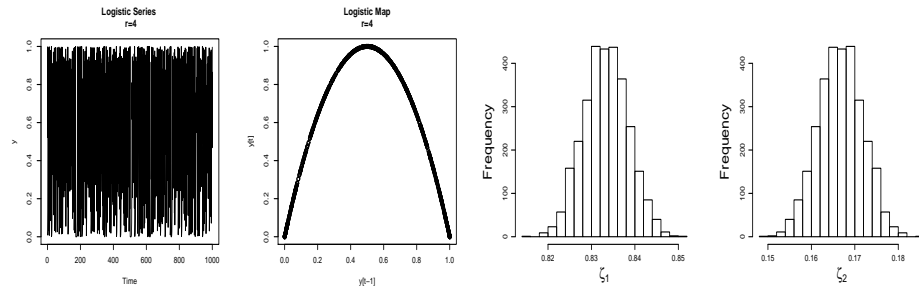 Logistic Series
r=4
y
0.0 0.2 0.4 0.6 0.8 1.0
0 200 400 600 800 1000
Time
Logistic Map
r=4
y[t]
0.0 0.2 0.4 0.6 0.8 1.0
0.0 0.2 0.4 0.6 0.8 1.0
y[t−1]
Frequency
0 100 200 300 400
0.82 0.83 0.84 0.85
ζ1
Frequency
0 100 200 300 400
0.15 0.16 0.17 0.18
ζ2